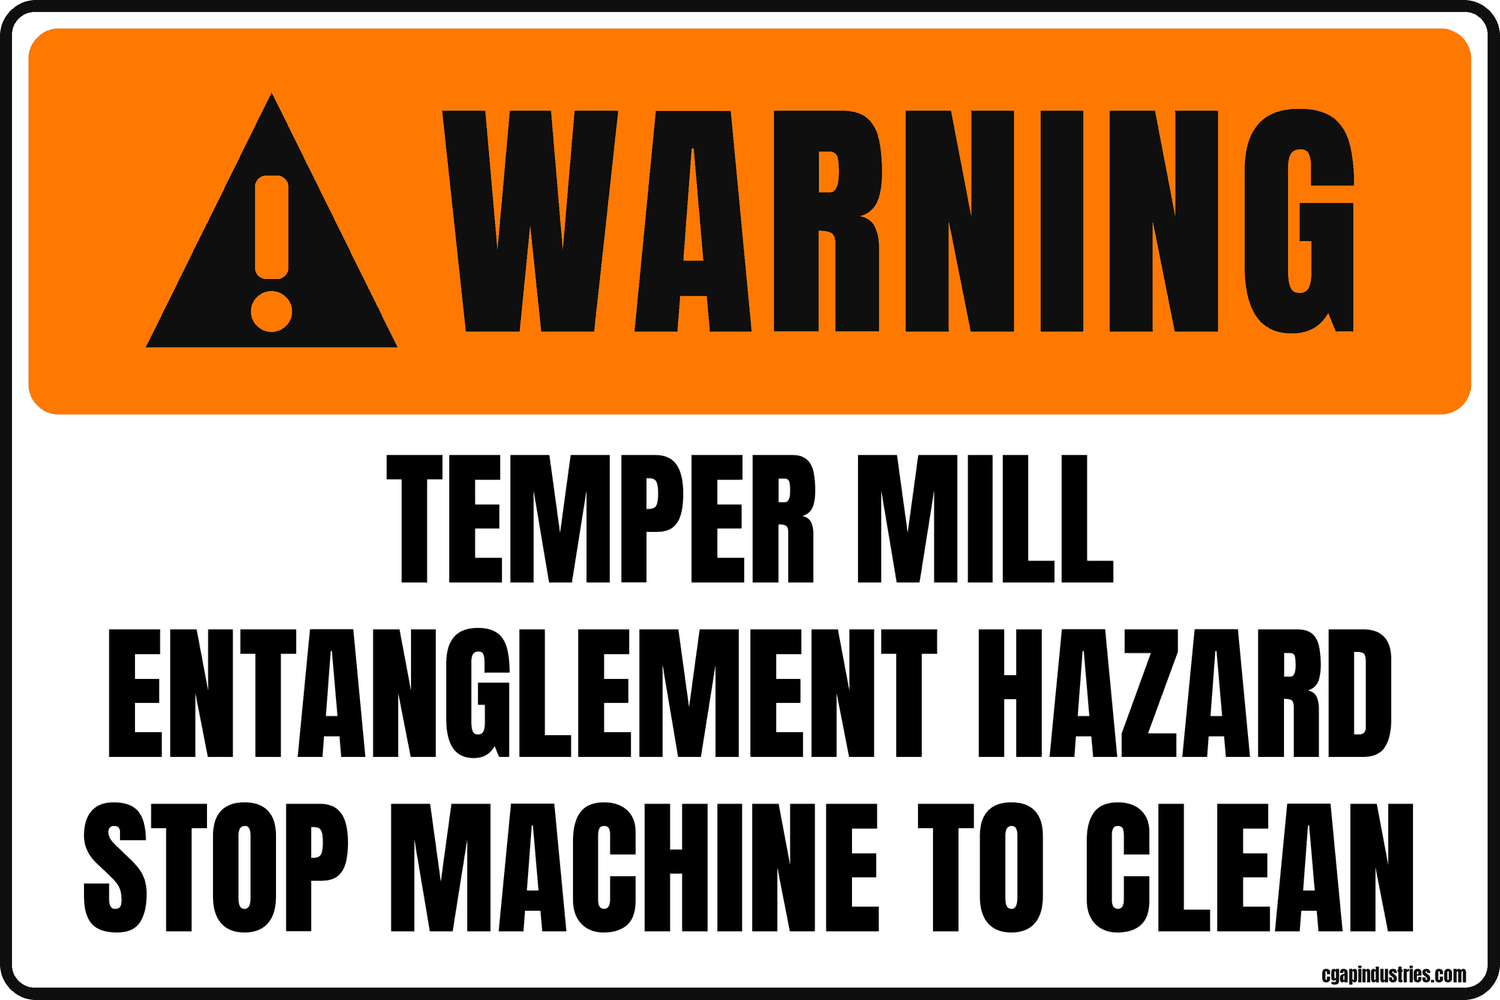 WARNING
TEMPER MILL
ENTANGLEMENT HAZARD
STOP MACHINE TO CLEAN
cgapindustries.com